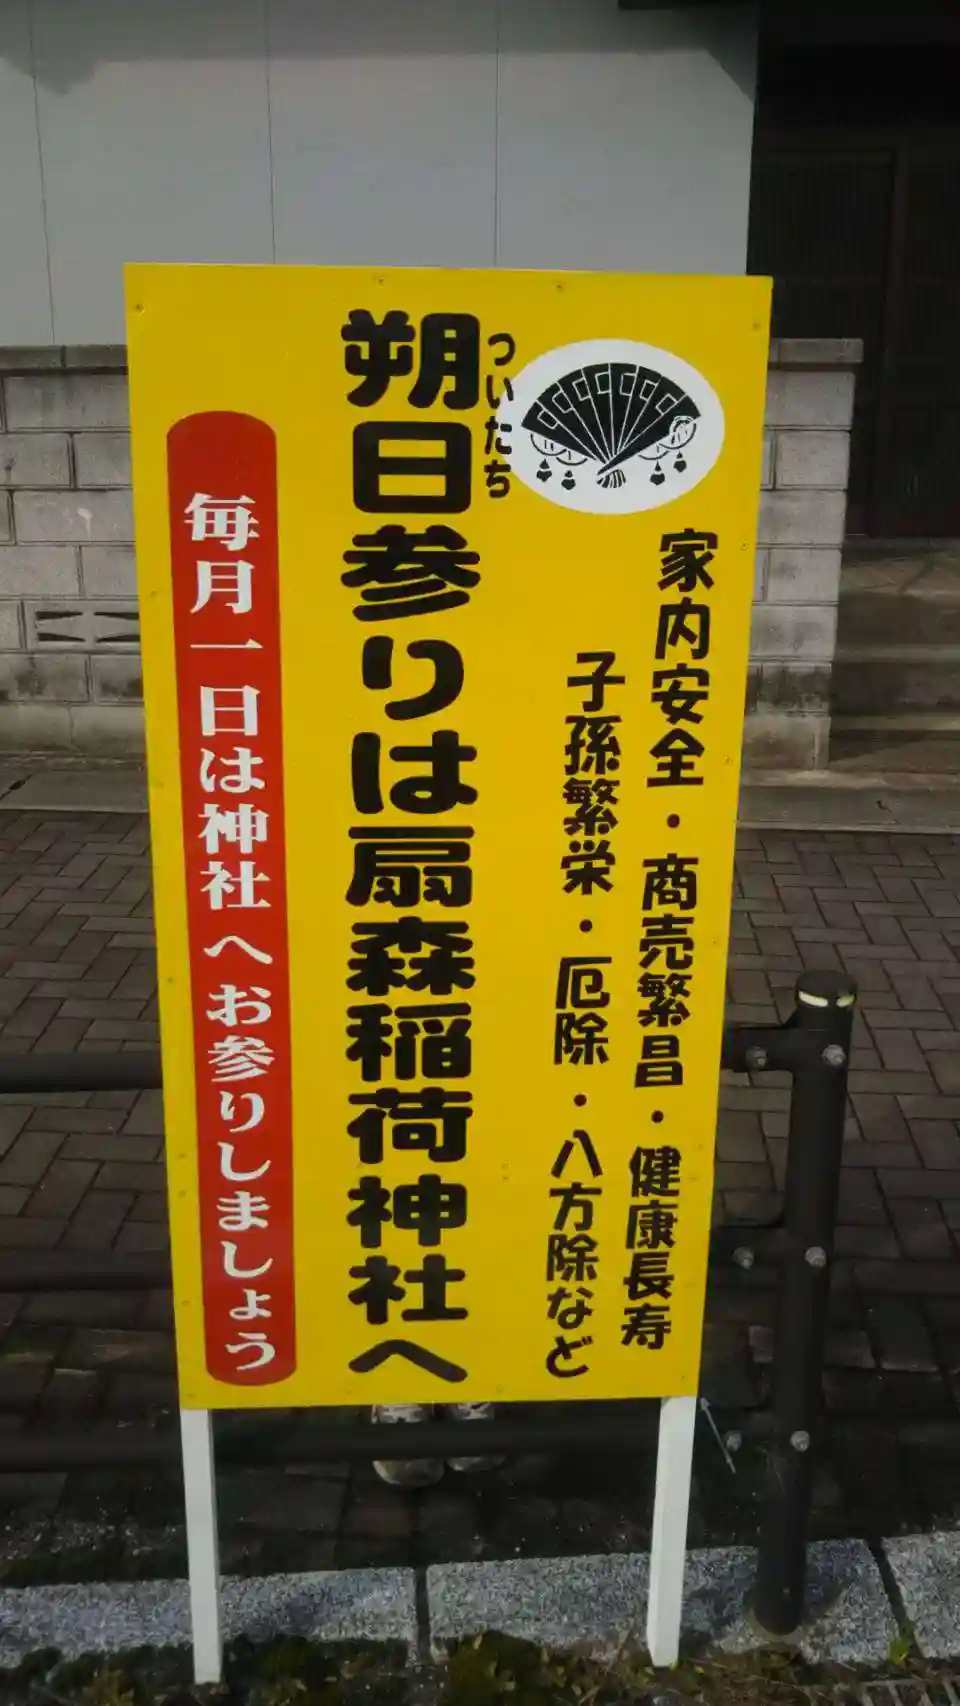 家内安全・商売繁昌・健康長寿
子孫繁栄・厄除・八方除など
ついたち
朔日参りは扇森稲荷神社へ
毎月一日は神社へお参りしましょう